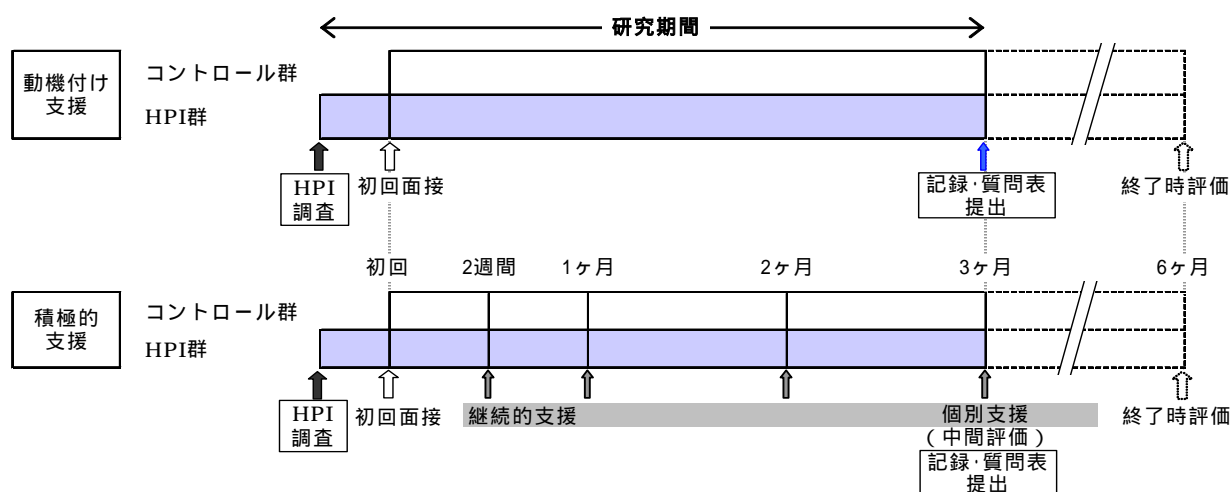 研究期間
動機付け
支援
コントロール群
HPI群
HPI
調査
初回面接
記録・質問表
提出
終了時評価
初回 2週間 1ヶ月 2ヶ月 3ヶ月 6ヶ月
積極的
支援
コントロール群
HPI群
HPI
調査
初回面接
継続的支援
個別支援
(中間評価)
記録・質問表
提出
終了時評価